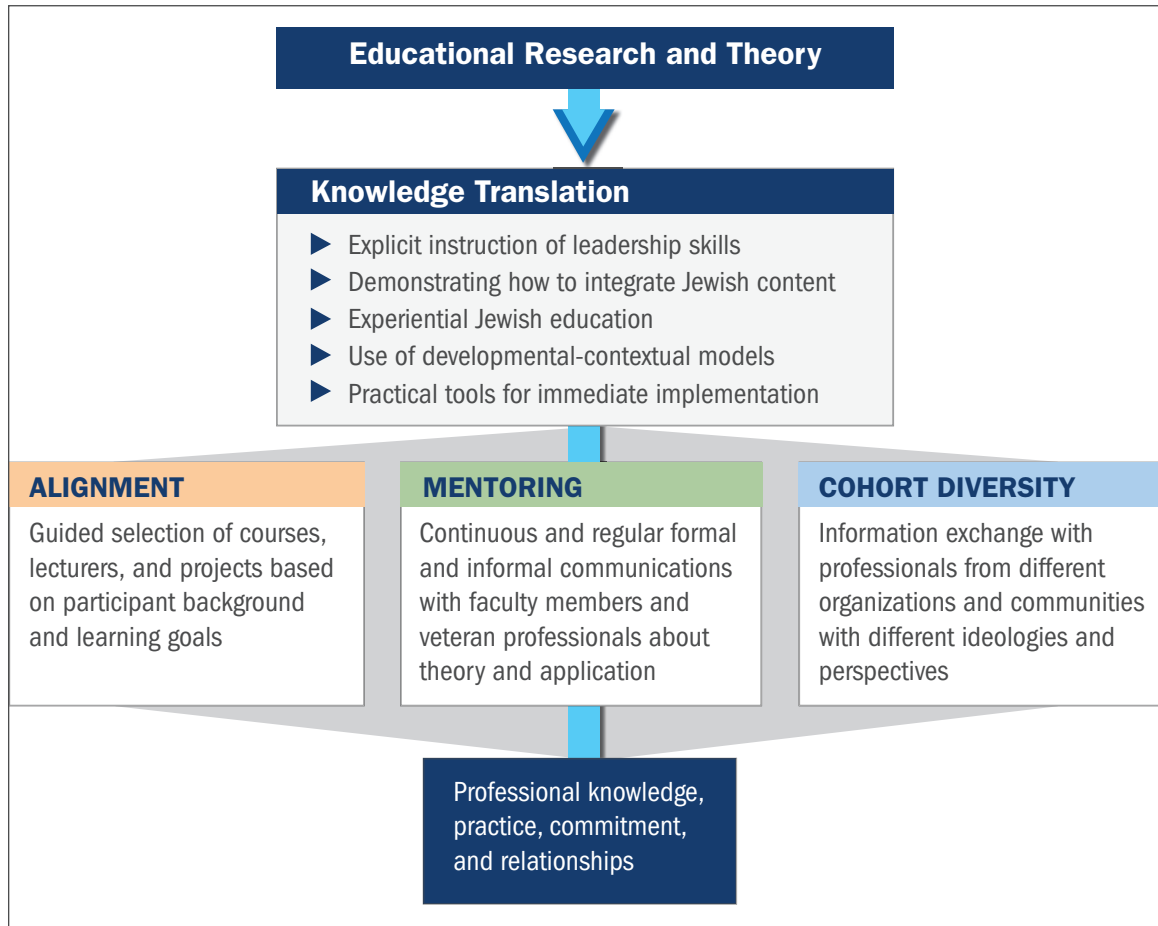 Educational Research and Theory
Knowledge Translation
Explicit instruction of leadership skills
Demonstrating how to integrate Jewish content
Experiential Jewish education
Use of developmental-contextual models
Practical tools for immediate implementation
ALIGNMENT
Guided selection of courses,
lecturers, and projects based
on participant background
and learning goals
MENTORING
Continuous and regular formal
and informal communications
with faculty members and
veteran professionals about
theory and application
COHORT DIVERSITY
Information exchange with
professionals from different
organizations and communities
with different ideologies and
perspectives
Professional knowledge,
practice, commitment,
and relationships